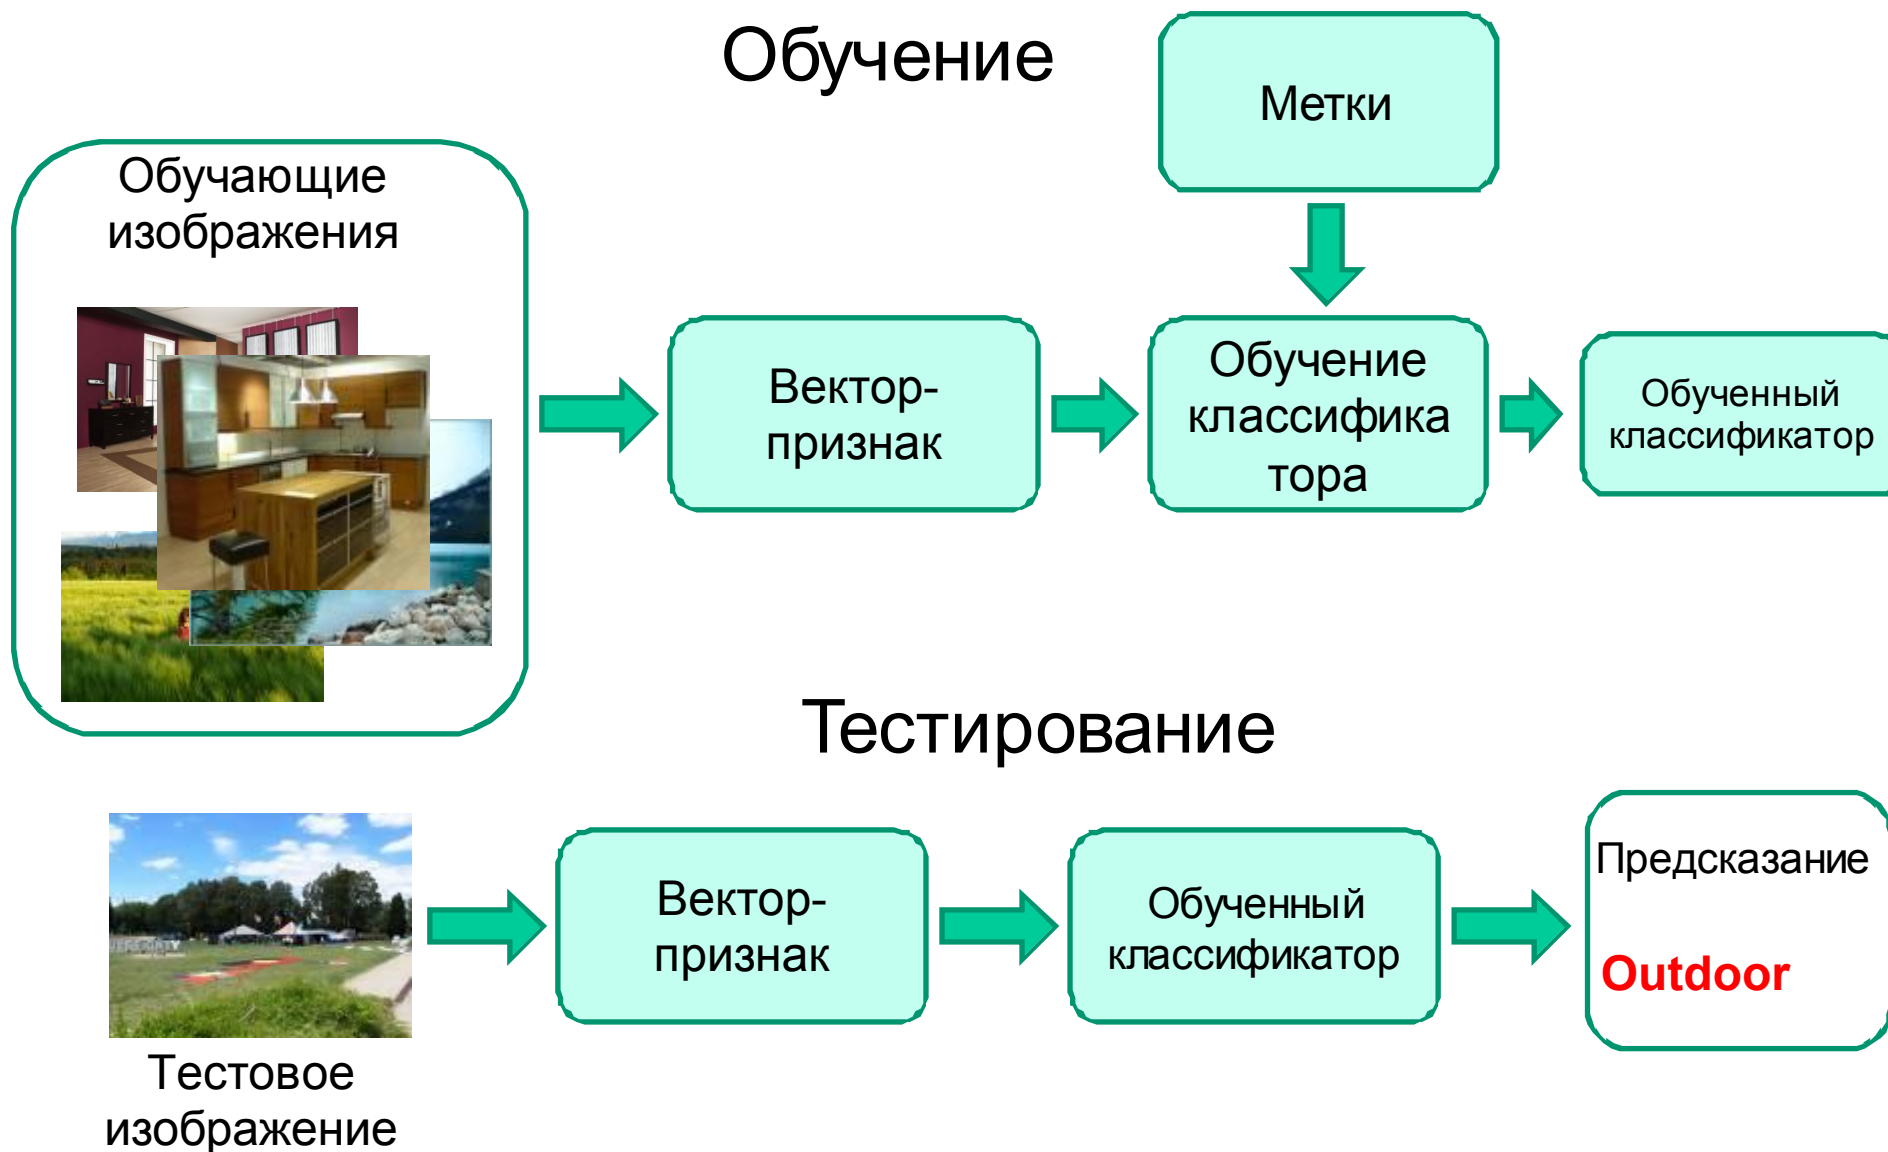 Обучение
Метки
Обучающие
изображения
Вектор-
признак
Обучение
классифика
тора
Обученный
классификатор
Тестирование
Вектор-
признак
Обученный
классификатор
Предсказание
Outdoor
Тестовое
изображение